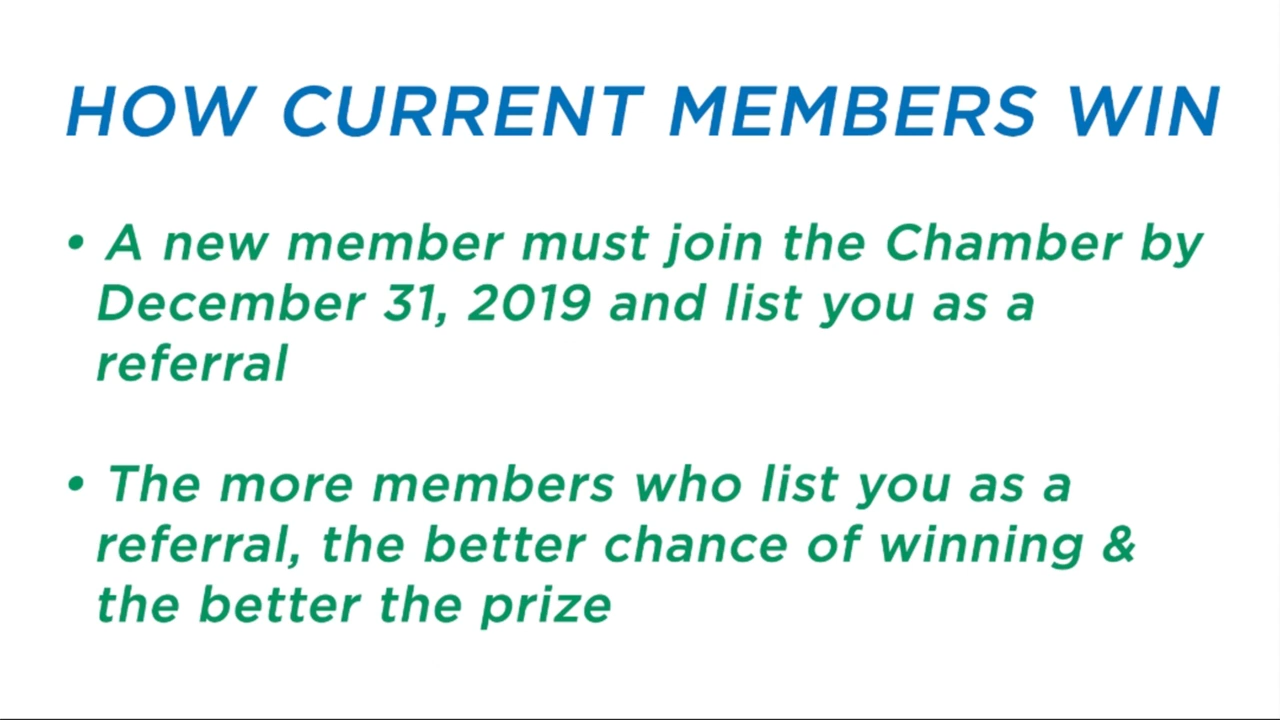 HOW CURRENT MEMBERS WIN
• A new member must join the Chamber by
December 31, 2019 and list you as a
referral
• The more members who list you as a
referral, the better chance of winning &
the better the prize